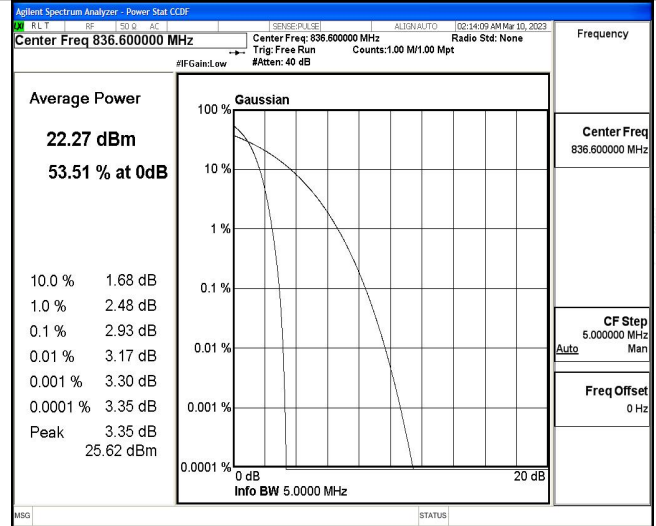 Agilent Spectrum Analyzer - Power Stat CCDF
LXI RLT RF 50 Ω AC SENSE:PULSE ALIGN AUTO 02:14:09 AM Mar 10, 2023
Center Freq 836.600000 MHz
Center Freq: 836.600000 MHz Radio Std: None
Trig: Free Run Counts:1.00 M/1.00 Mpt
#IFGain:Low #Atten: 40 dB
Frequency
Average Power
22.27 dBm
53.51 % at 0dB
10.0 % 1.68 dB
1.0 % 2.48 dB
0.1 % 2.93 dB
0.01 % 3.17 dB
0.001 % 3.30 dB
0.0001 % 3.35 dB
Peak 3.35 dB
25.62 dBm
Gaussian
100 %
10 %
1 %
0.1 %
0.01 %
0.001 %
0.0001 %
0 dB 20 dB
Info BW 5.0000 MHz
Center Freq
836.600000 MHz
CF Step
5.000000 MHz
Auto Man
Freq Offset
0 Hz
MSG STATUS